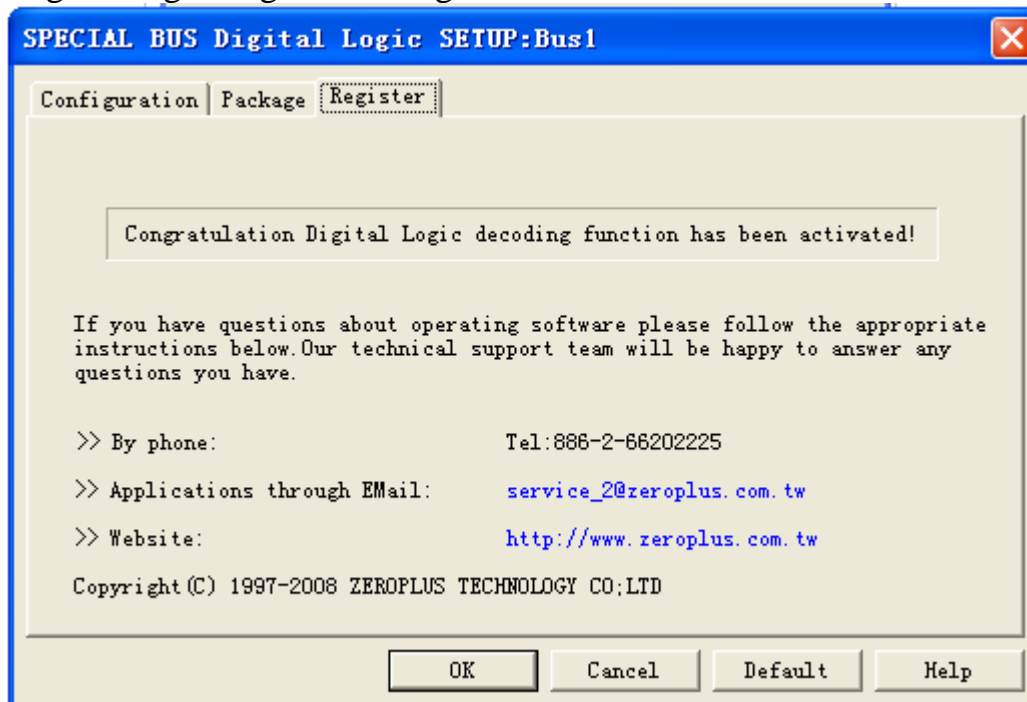 SPECIAL BUS Digital Logic SETUP:Bus1
Configuration Package Register
Congratulation Digital Logic decoding function has been activated!
If you have questions about operating software please follow the appropriate
instructions below.Our technical support team will be happy to answer any
questions you have.
>> By phone: Tel:886-2-66202225
>> Applications through EMail: service_2@zeroplus.com.tw
>> Website: http://www.zeroplus.com.tw
Copyright(C) 1997-2008 ZEROPLUS TECHNOLOGY CO;LTD
OK Cancel Default Help